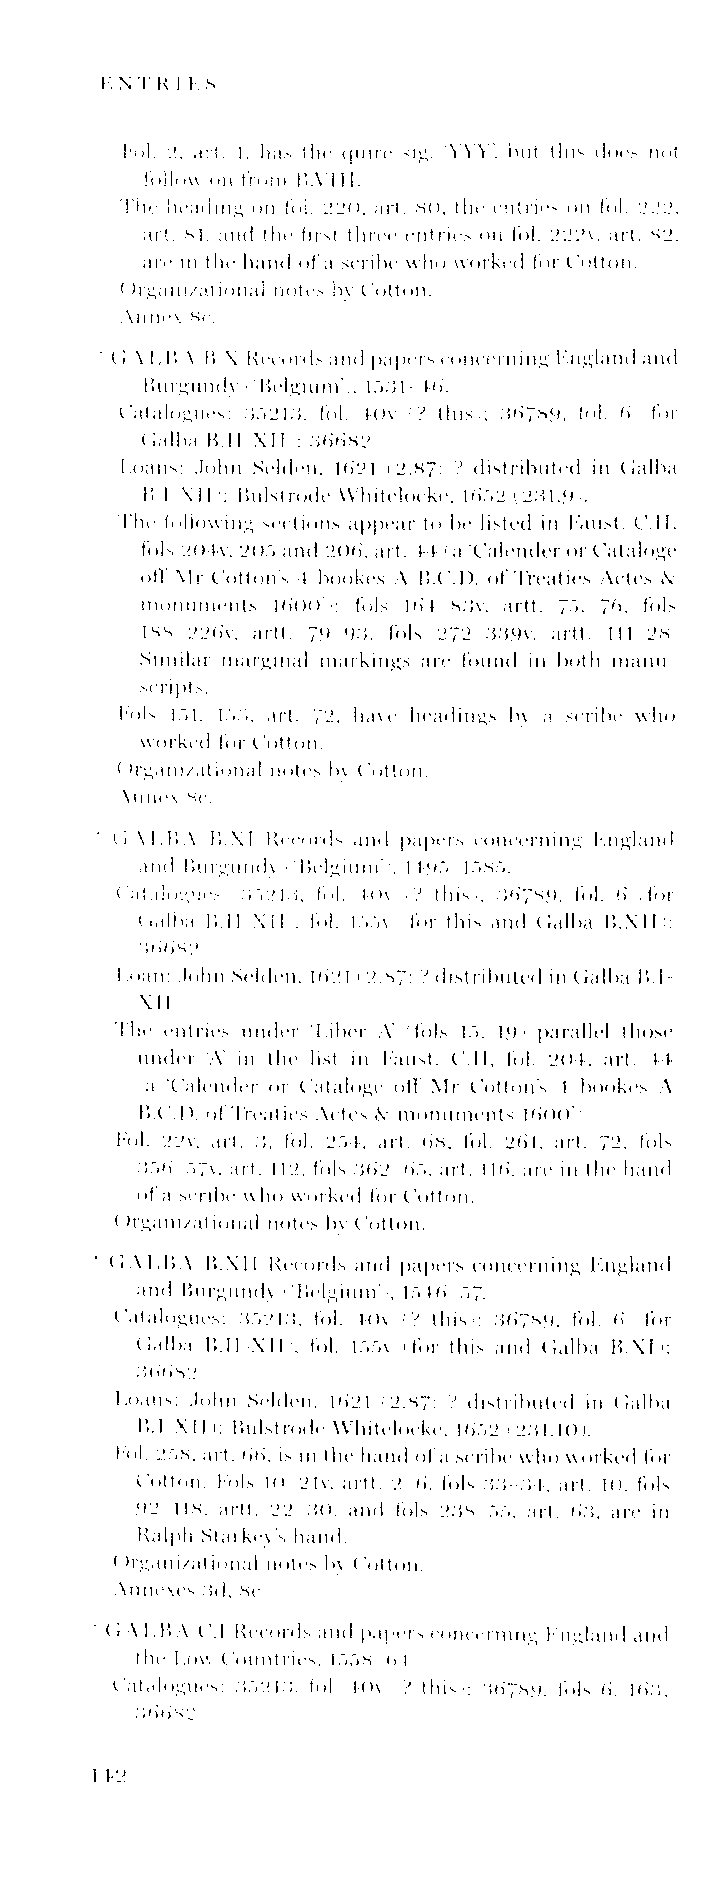 ENTRIES
Fol. 2, art. 1, has the quire sig. 'YYY', but this does not
follow on from B.VIII.
The heading on fol. 220, art. 80, the entries on fol. 222,
art. 81, and the first three entries on fol. 222v, art. 82,
are in the hand of a scribe who worked for Cotton.
Organizational notes by Cotton.
Annex 8c.
* GALBA B.X Records and papers concerning England and
Burgundy ('Belgium'), 1531–46.
Catalogues: 35213, fol. 40v (? this); 36789, fol. 6 (for
Galba B.II–XII); 36682.
Loans: John Selden, 1621 (2.87: ? distributed in Galba
B.I–XII); Bulstrode Whitelocke, 1652 (231.9).
The following sections appear to be listed in Faust. C.II,
fols 204v, 205 and 206, art. 44 (a 'Calender or Cataloge
off Mr Cotton's 4 bookes A B.C.D. of Treaties Actes &
monuments 1600'): fols 164–83v, artt. 75, 76, fols
188–226v, artt. 79–93, fols 272–339v, artt. 111–28.
Similar marginal markings are found in both manu-
scripts.
Fols 151, 153, art. 72, have headings by a scribe who
worked for Cotton.
Organizational notes by Cotton.
Annex 8c.
* GALBA B.XI Records and papers concerning England
and Burgundy ('Belgium'), 1495–1585.
Catalogues: 35213, fol. 40v (? this); 36789, fol. 6 (for
Galba B.II–XII), fol. 155v (for this and Galba B.XII);
36682.
Loan: John Selden, 1621 (2.87: ? distributed in Galba B.I–
XII).
The entries under 'Liber A' (fols 15, 19) parallel those
under 'A' in the list in Faust. C.II, fol. 204, art. 44
(a 'Calender or Cataloge off Mr Cotton's 4 bookes A
B.C.D. of Treaties Actes & monuments 1600').
Fol. 22v, art. 3, fol. 254, art. 68, fol. 261, art. 72, fols
356–57v, art. 112, fols 362–65, art. 116, are in the hand
of a scribe who worked for Cotton.
Organizational notes by Cotton.
* GALBA B.XII Records and papers concerning England
and Burgundy ('Belgium'), 1546–57.
Catalogues: 35213, fol. 40v (? this); 36789, fol. 6 (for
Galba B.II–XII), fol. 155v (for this and Galba B.XI);
36682.
Loans: John Selden, 1621 (2.87: ? distributed in Galba
B.I–XII); Bulstrode Whitelocke, 1652 (231.10).
Fol. 258, art. 66, is in the hand of a scribe who worked for
Cotton. Fols 10–21v, artt. 2–6, fols 33–34, art. 10, fols
92–118, artt. 22–30, and fols 238–55, art. 63, are in
Ralph Starkey's hand.
Organizational notes by Cotton.
Annexes 3d, 8c.
* GALBA C.I Records and papers concerning England and
the Low Countries, 1558–64.
Catalogues: 35213, fol. 40v (? this); 36789, fols 6, 163;
36682.
142